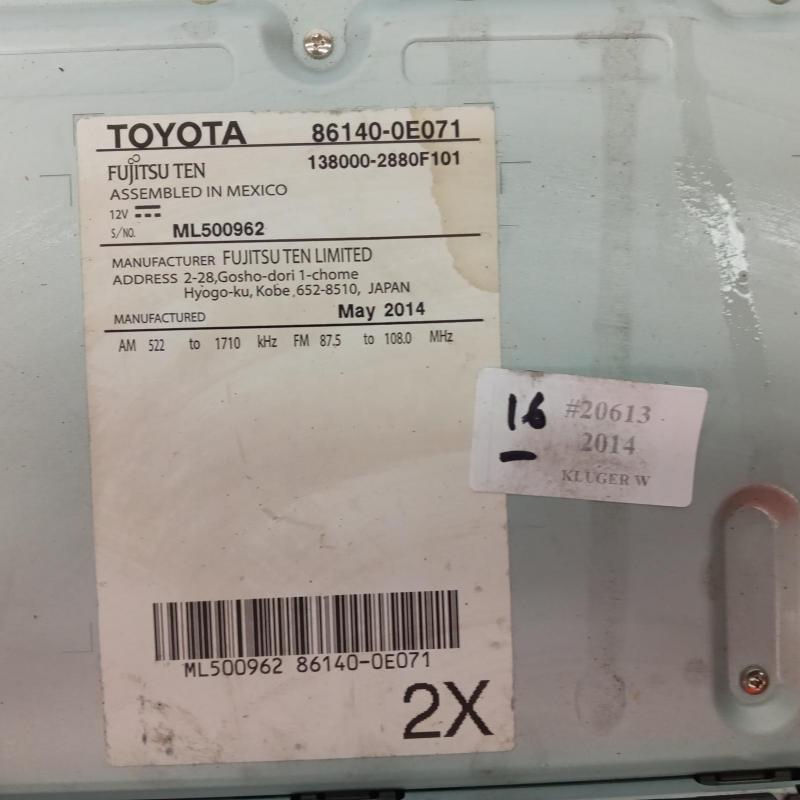 TOYOTA 86140-0E071
FUJITSU TEN 138000-2880F101
ASSEMBLED IN MEXICO
12V
S/NO. ML500962
MANUFACTURER FUJITSU TEN LIMITED
ADDRESS 2-28,Gosho-dori 1-chome
Hyogo-ku, Kobe ,652-8510, JAPAN
MANUFACTURED May 2014
AM 522 to 1710 kHz FM 87.5 to 108.0 MHz
16 #20613
2014
KLUGER W
ML500962 86140-0E071
2X